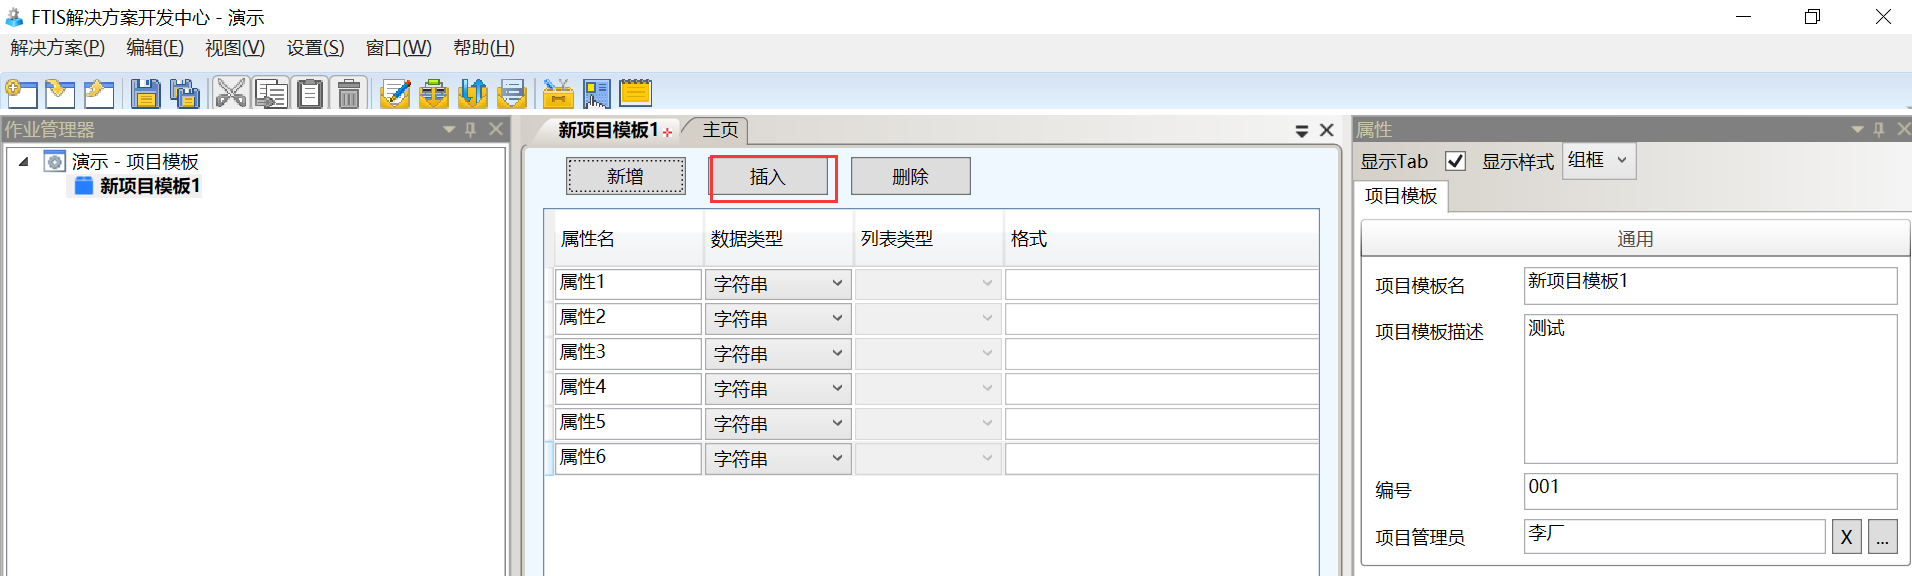 FTIS解决方案开发中心 - 演示
解决方案(P) 编辑(E) 视图(V) 设置(S) 窗口(W) 帮助(H)
作业管理器
演示 - 项目模板
新项目模板1
新项目模板1 主页
新增 插入 删除
属性名 数据类型 列表类型 格式
属性1 字符串
属性2 字符串
属性3 字符串
属性4 字符串
属性5 字符串
属性6 字符串
属性
显示Tab 显示样式 组框
项目模板
通用
项目模板名 新项目模板1
项目模板描述 测试
编号 001
项目管理员 李厂 X ...